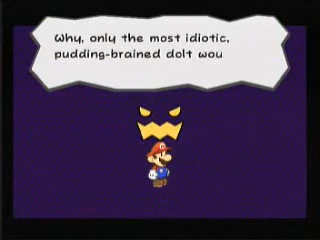 Why, only the most idiotic,
pudding-brained dolt wou